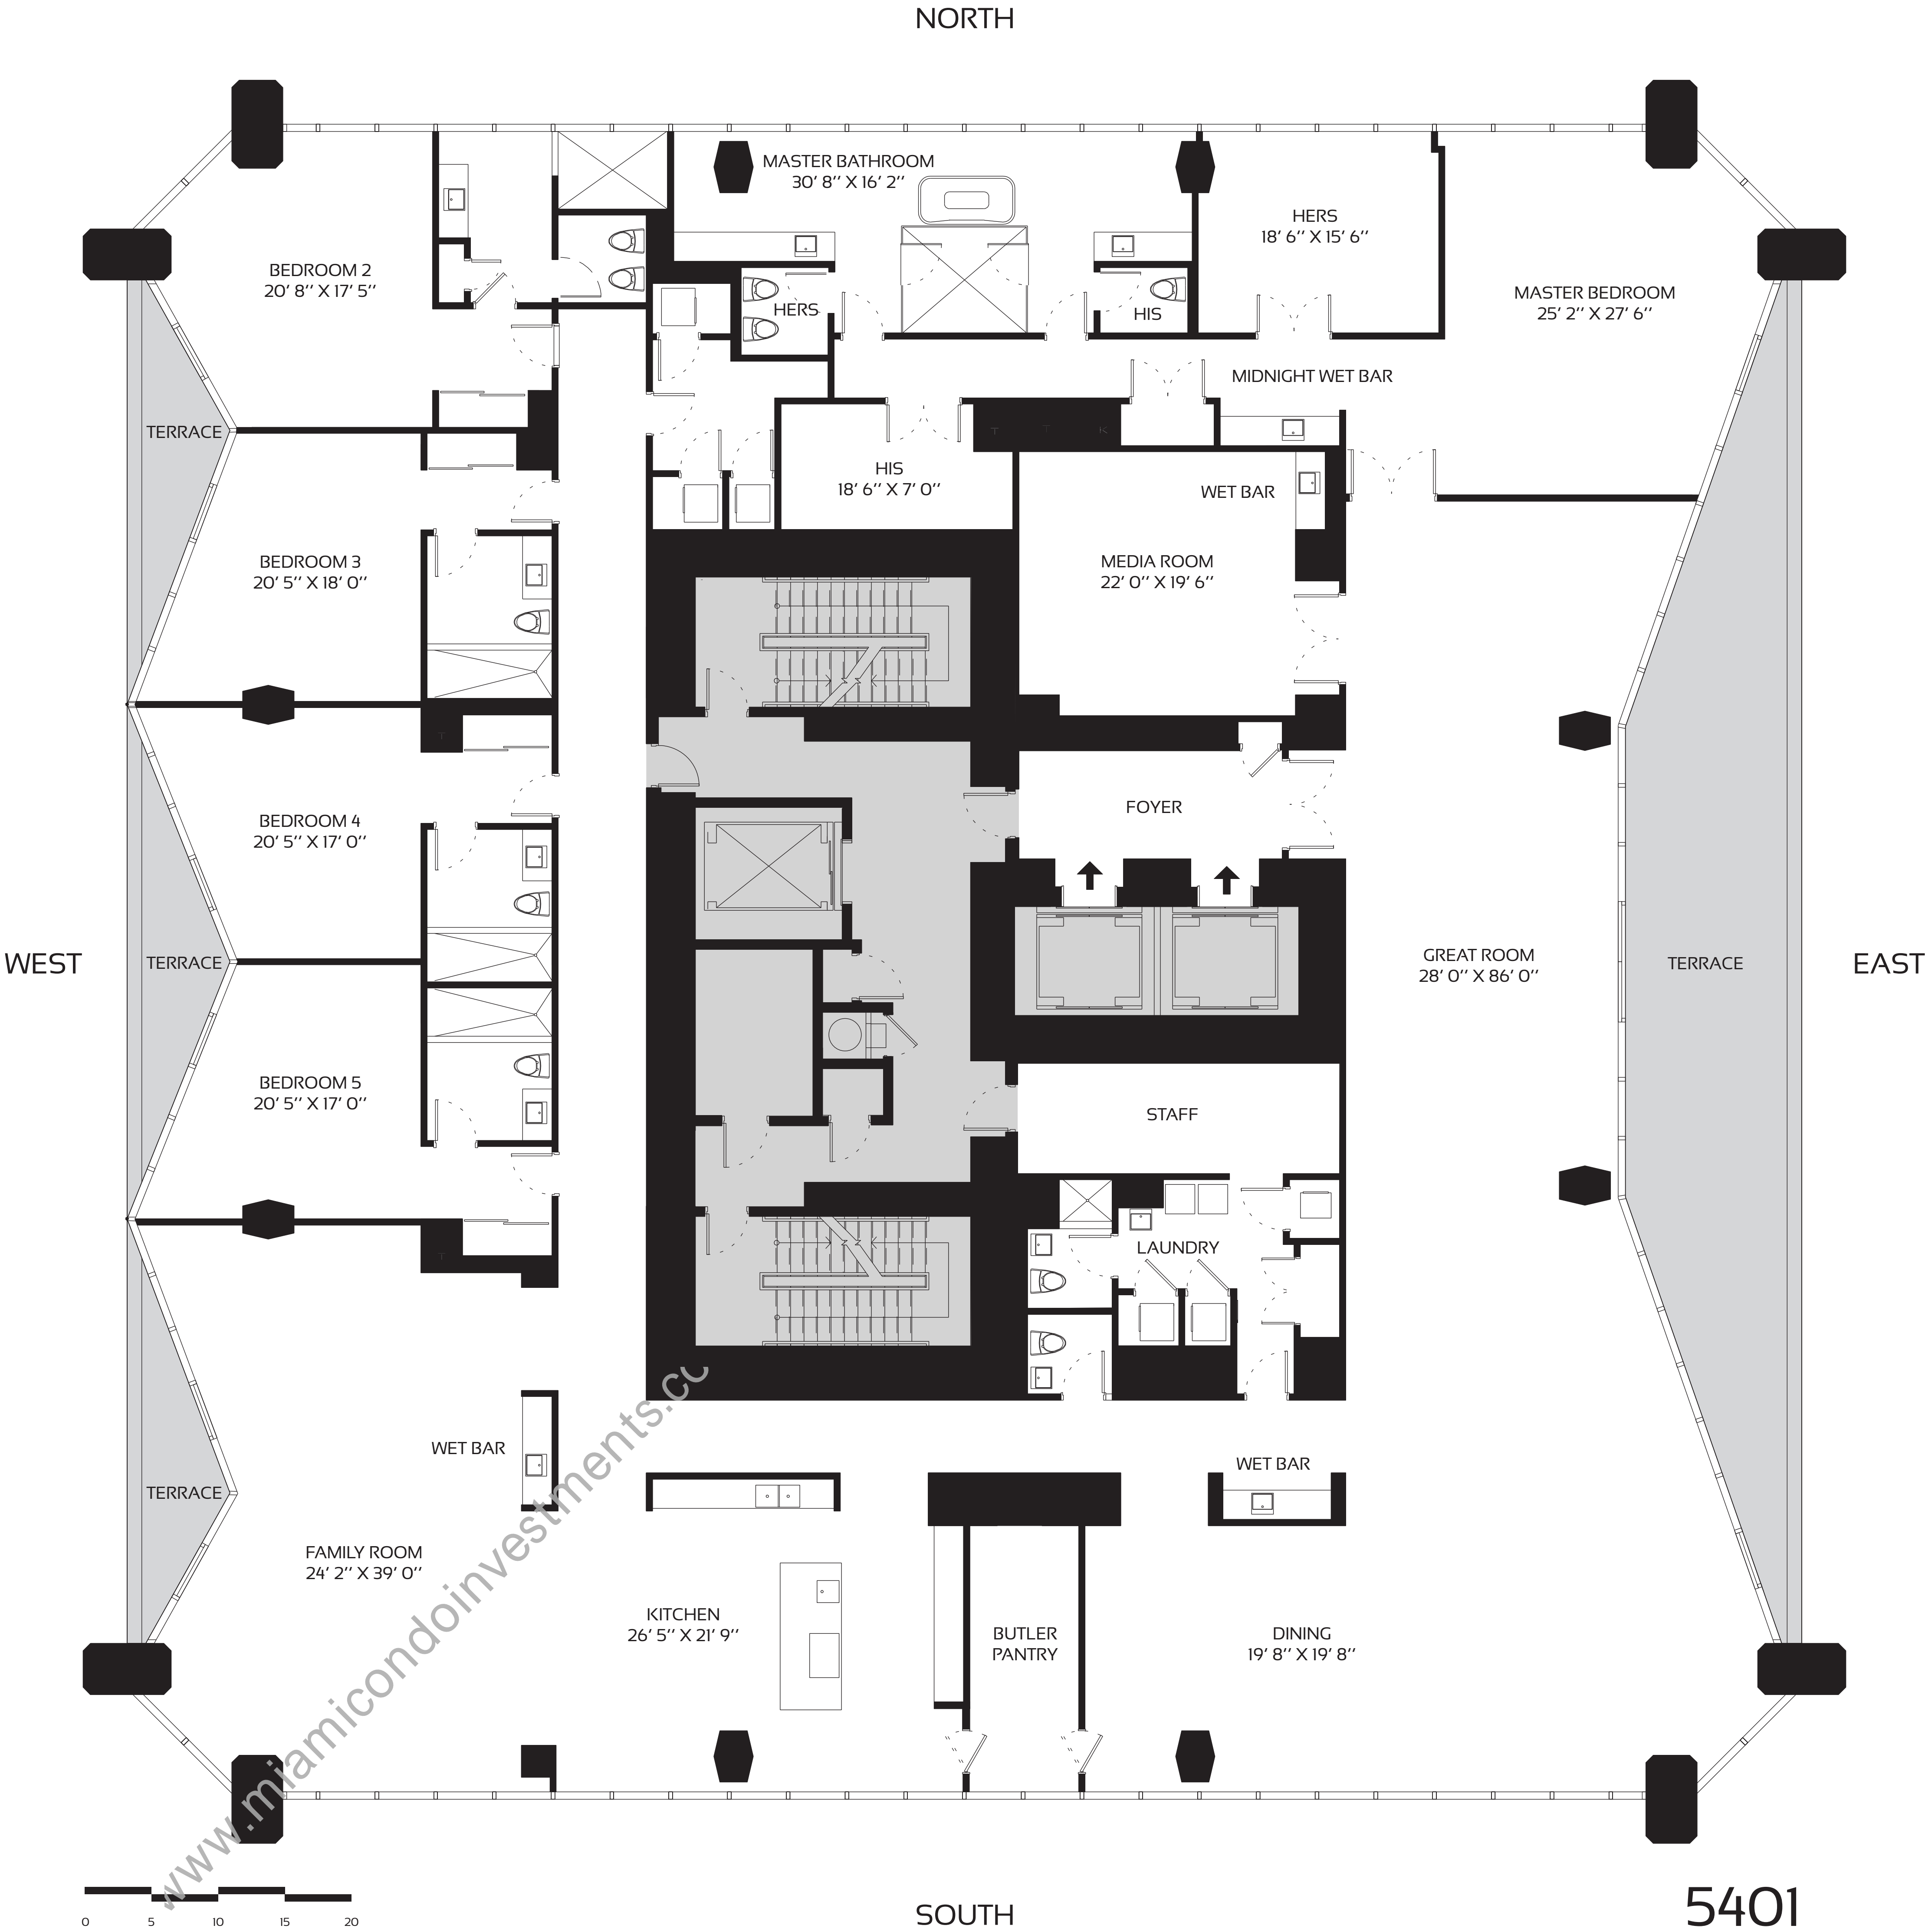 NORTH
MASTER BATHROOM
30' 8'' X 16' 2''
HERS
18' 6'' X 15' 6''
BEDROOM 2
20' 8'' X 17' 5''
MASTER BEDROOM
25' 2'' X 27' 6''
HERS
HIS
MIDNIGHT WET BAR
TERRACE
T
T
K
HIS
18' 6'' X 7' 0''
WET BAR
BEDROOM 3
20' 5'' X 18' 0''
MEDIA ROOM
22' 0'' X 19' 6''
T
FOYER
BEDROOM 4
20' 5'' X 17' 0''
WEST
TERRACE
GREAT ROOM
28' 0'' X 86' 0''
TERRACE
EAST
BEDROOM 5
20' 5'' X 17' 0''
STAFF
LAUNDRY
T
WET BAR
WET BAR
TERRACE
FAMILY ROOM
24' 2'' X 39' 0''
KITCHEN
26' 5'' X 21' 9''
BUTLER
PANTRY
DINING
19' 8'' X 19' 8''
www.miamicondoinvestments.cc
0 5 10 15 20
SOUTH
5401